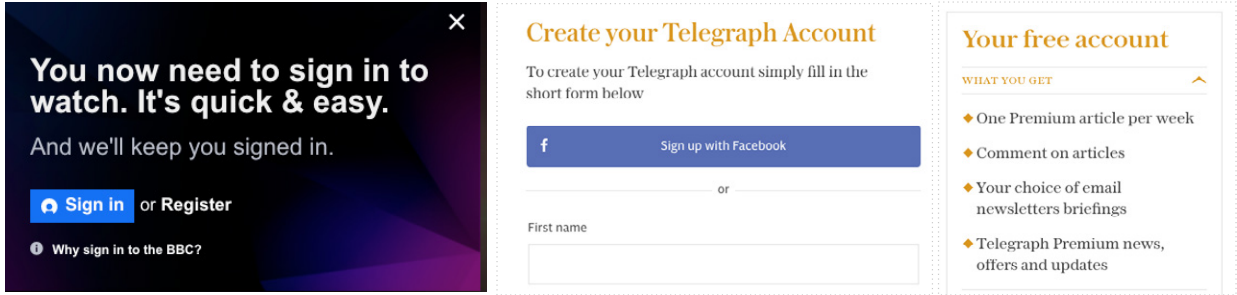 You now need to sign in to
watch. It's quick & easy.
And we'll keep you signed in.
Sign in or Register
Why sign in to the BBC?
Create your Telegraph Account
To create your Telegraph account simply fill in the
short form below
f Sign up with Facebook
or
First name
Your free account
WHAT YOU GET
One Premium article per week
Comment on articles
Your choice of email
newsletters briefings
Telegraph Premium news,
offers and updates